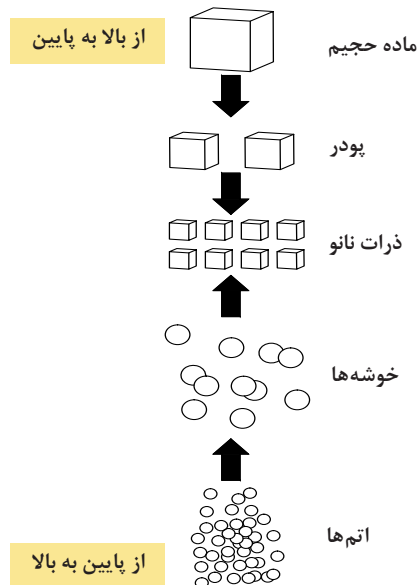 از بالا به پایین
ماده حجیم
پودر
ذرات نانو
خوشه‌ها
اتم‌ها
از پایین به بالا